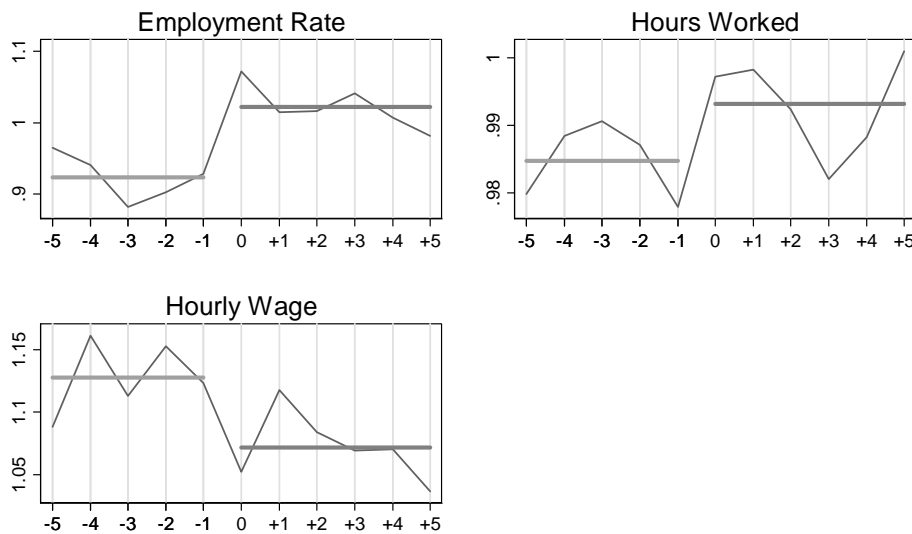 Employment Rate
1.1
1
.9
-5 -4 -3 -2 -1 0 +1 +2 +3 +4 +5
Hours Worked
1
.99
.98
-5 -4 -3 -2 -1 0 +1 +2 +3 +4 +5
Hourly Wage
1.15
1.1
1.05
-5 -4 -3 -2 -1 0 +1 +2 +3 +4 +5